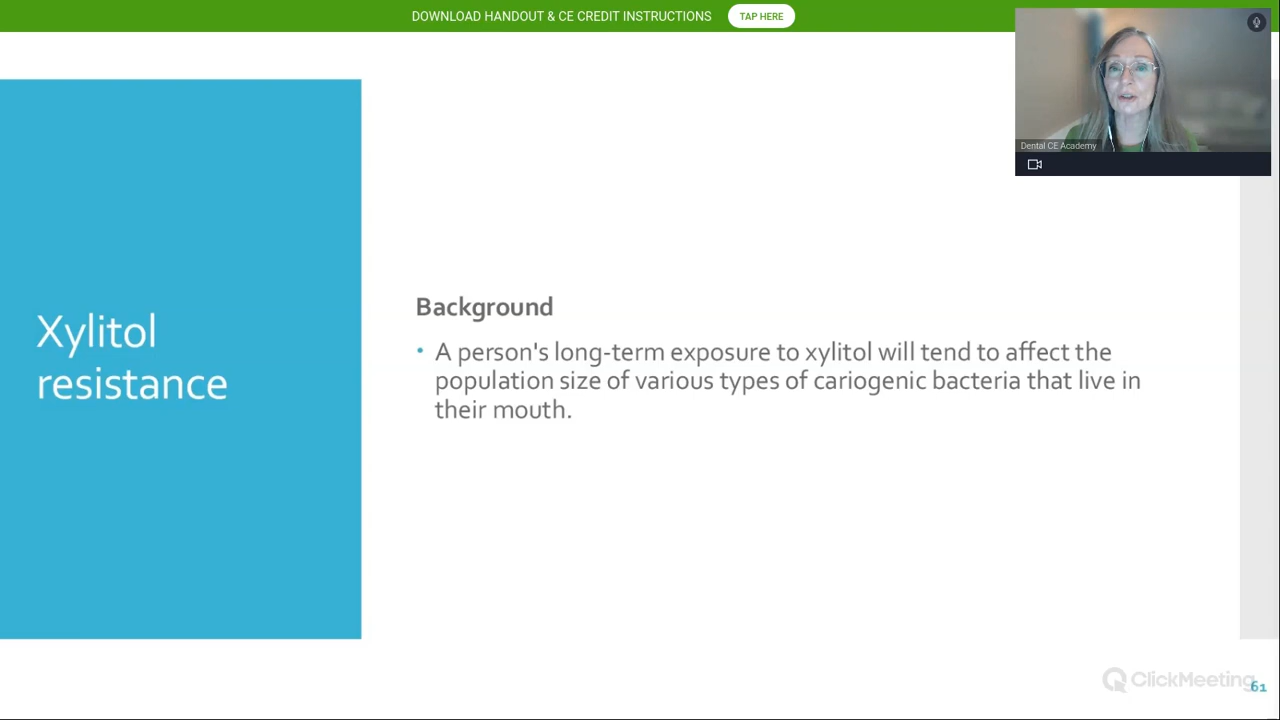 DOWNLOAD HANDOUT & CE CREDIT INSTRUCTIONS
TAP HERE
Dental CE Academy
Xylitol
resistance
Background
• A person's long-term exposure to xylitol will tend to affect the
population size of various types of cariogenic bacteria that live in
their mouth.
ClickMeeting
61